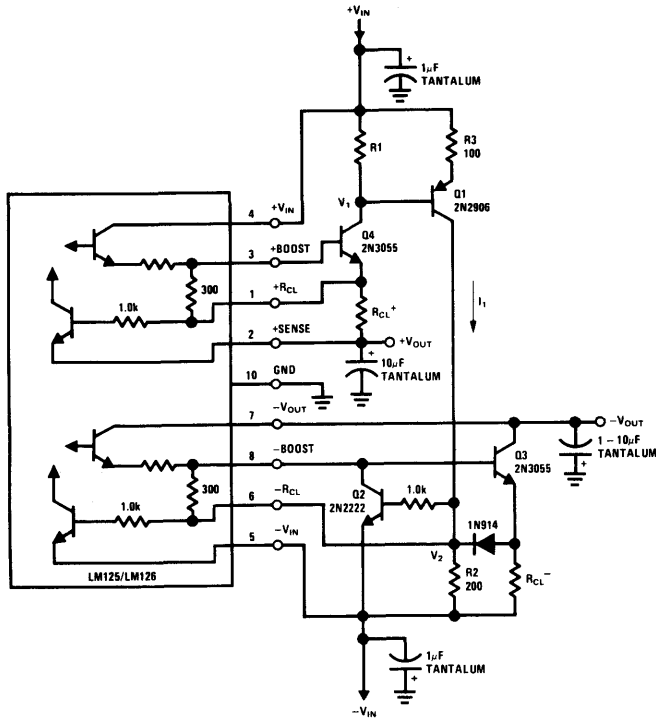 +VIN
+
1μF
TANTALUM
R1
R3
100
V1
Q1
2N2906
4
+VIN
3
+BOOST
Q4
2N3055
300
1
+RCL
1.0k
RCL+
I1
2
+SENSE
+VOUT
+
10μF
TANTALUM
10
GND
7
-VOUT
-VOUT
8
-BOOST
Q3
2N3055
1 – 10μF
TANTALUM
+
Q2
2N2222
1.0k
300
6
-RCL
1.0k
1N914
5
-VIN
V2
R2
200
RCL-
LM125/LM126
1μF
TANTALUM
+
-VIN